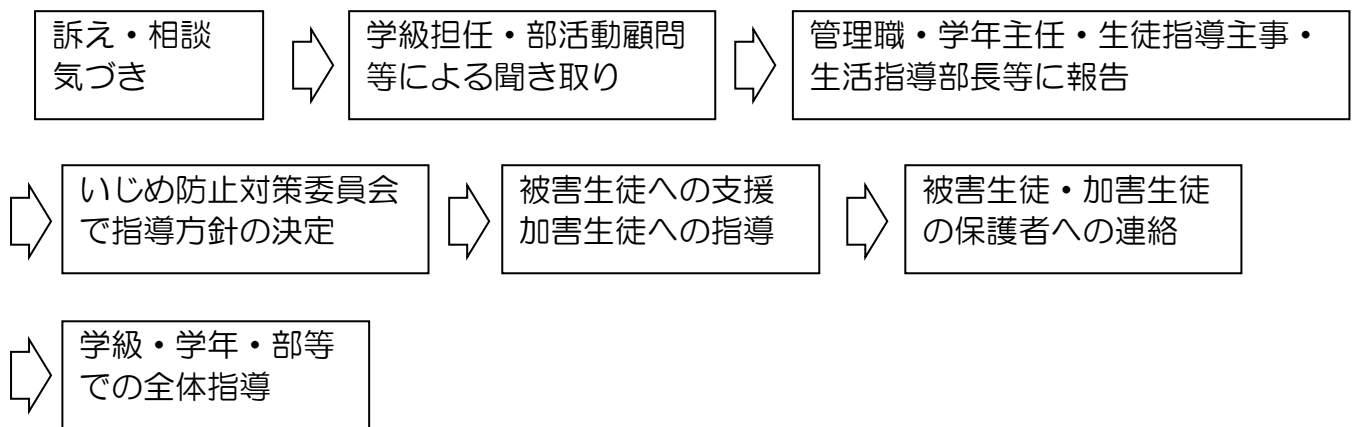 訴え・相談
気づき
学級担任・部活動顧問
等による聞き取り
管理職・学年主任・生徒指導主事・
生活指導部長等に報告
いじめ防止対策委員会
で指導方針の決定
被害生徒への支援
加害生徒への指導
被害生徒・加害生徒
の保護者への連絡
学級・学年・部等
での全体指導